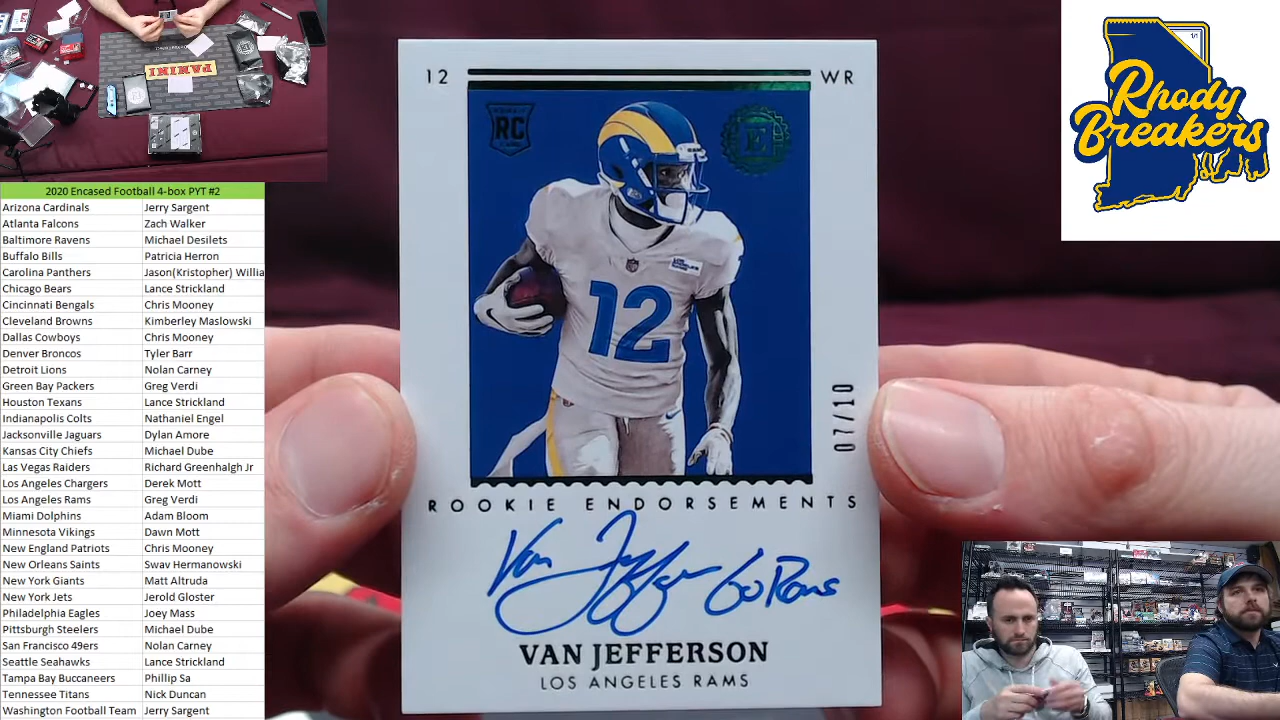 2020 Encased Football 4-box PYT #2
Arizona Cardinals Jerry Sargent
Atlanta Falcons Zach Walker
Baltimore Ravens Michael Desilets
Buffalo Bills Patricia Herron
Carolina Panthers Jason(Kristopher) Willia
Chicago Bears Lance Strickland
Cincinnati Bengals Chris Mooney
Cleveland Browns Kimberley Maslowski
Dallas Cowboys Chris Mooney
Denver Broncos Tyler Barr
Detroit Lions Nolan Carney
Green Bay Packers Greg Verdi
Houston Texans Lance Strickland
Indianapolis Colts Nathaniel Engel
Jacksonville Jaguars Dylan Amore
Kansas City Chiefs Michael Dube
Las Vegas Raiders Richard Greenhalgh Jr
Los Angeles Chargers Derek Mott
Los Angeles Rams Greg Verdi
Miami Dolphins Adam Bloom
Minnesota Vikings Dawn Mott
New England Patriots Chris Mooney
New Orleans Saints Sway Hermanowski
New York Giants Matt Altruda
New York Jets Jerold Gloster
Philadelphia Eagles Joey Mass
Pittsburgh Steelers Michael Dube
San Francisco 49ers Nolan Carney
Seattle Seahawks Lance Strickland
Tampa Bay Buccaneers Phillip Sa
Tennessee Titans Nick Duncan
Washington Football Team Jerry Sargent
PANINI
12 WR
RC
E
12
07/10
ROOKIE ENDORSEMENTS
Van Jefferson Go Rams
VAN JEFFERSON
LOS ANGELES RAMS
1/1
Rhody
Breakers